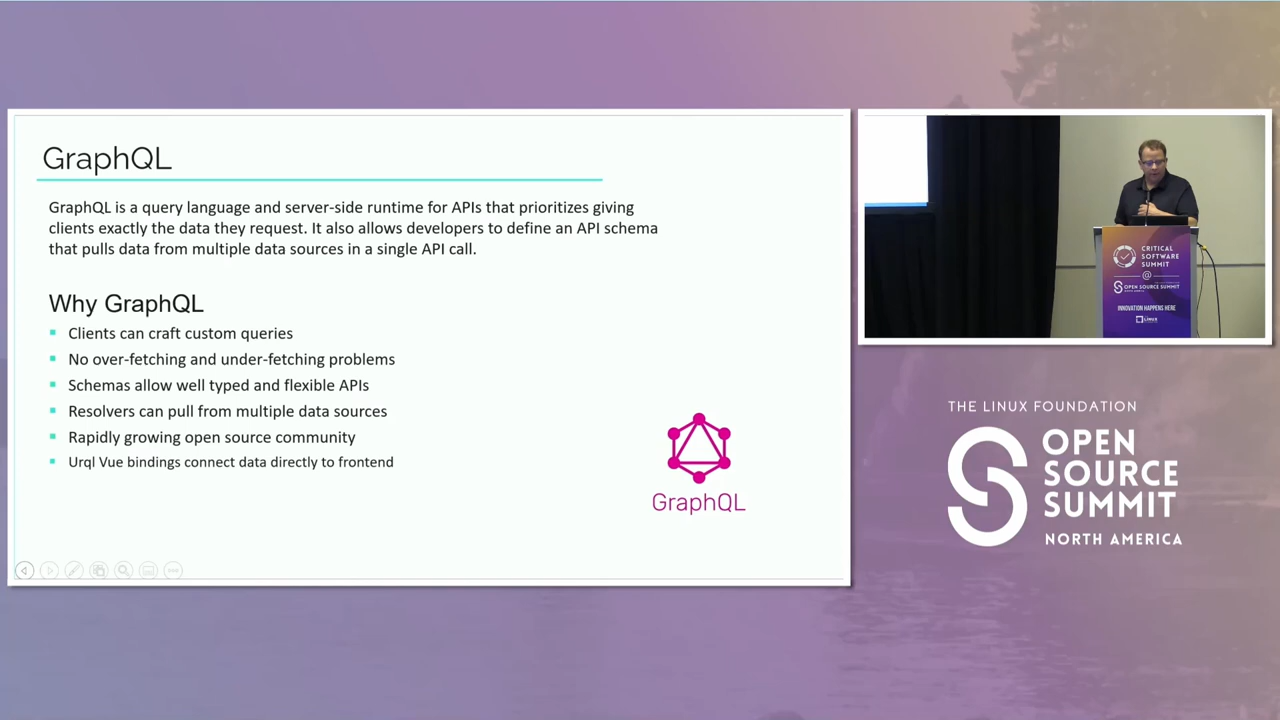 GraphQL
GraphQL is a query language and server-side runtime for APIs that prioritizes giving
clients exactly the data they request. It also allows developers to define an API schema
that pulls data from multiple data sources in a single API call.
Why GraphQL
Clients can craft custom queries
No over-fetching and under-fetching problems
Schemas allow well typed and flexible APIs
Resolvers can pull from multiple data sources
Rapidly growing open source community
Urql Vue bindings connect data directly to frontend
GraphQL
CRITICAL
SOFTWARE
SUMMIT
@
OPEN SOURCE SUMMIT
INNOVATION HAPPENS HERE
LINUX
THE LINUX FOUNDATION
OPEN
SOURCE
SUMMIT
NORTH AMERICA